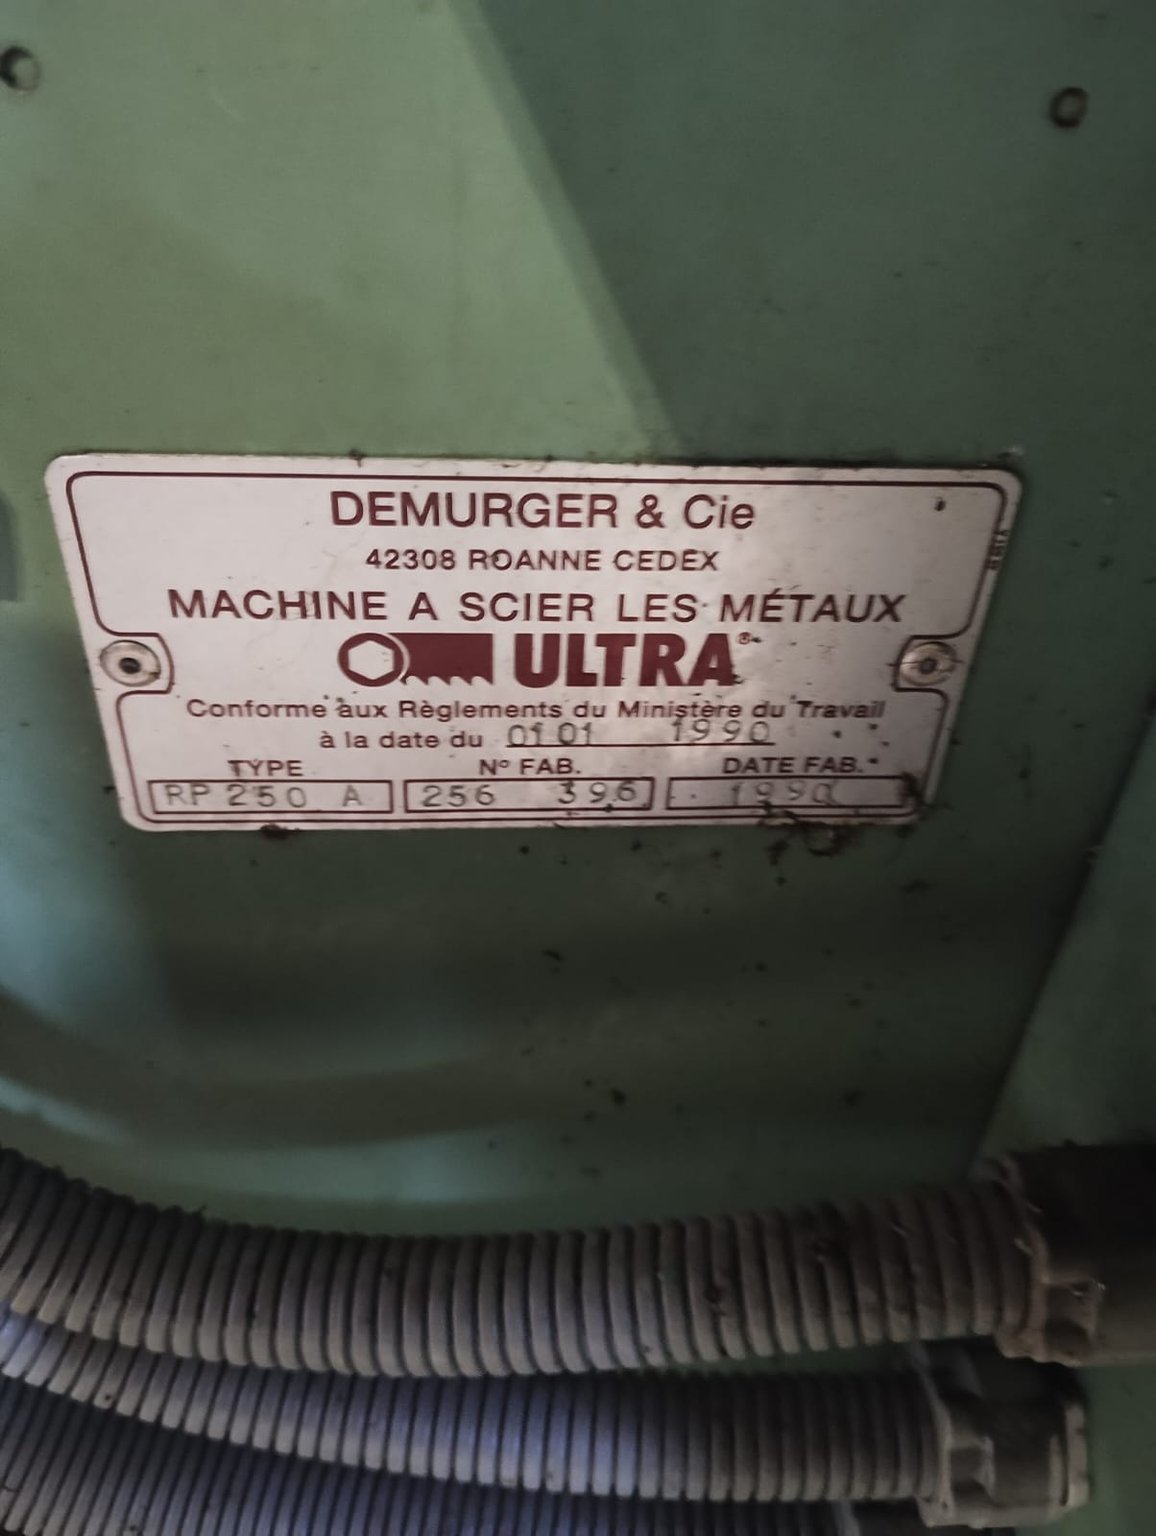 DEMURGER & Cie
42308 ROANNE CEDEX
MACHINE A SCIER LES MÉTAUX
ULTRA®
Conforme aux Règlements du Ministère du Travail
à la date du 01 01 1990
TYPE N° FAB. DATE FAB.
RP 250 A 256 396 1990